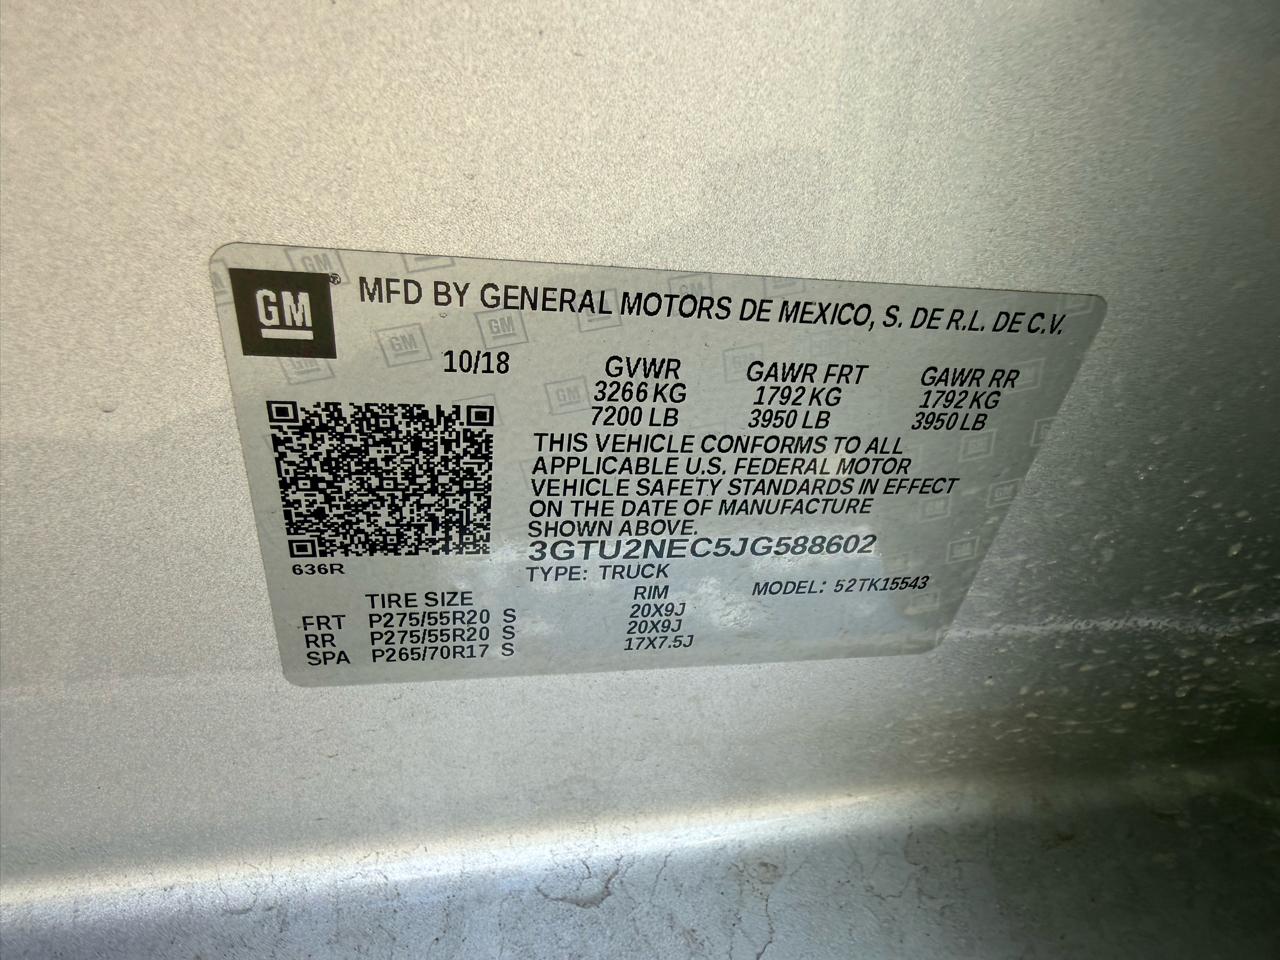 GM ® MFD BY GENERAL MOTORS DE MEXICO, S. DE R.L. DE C.V.
10/18 GVWR GAWR FRT GAWR RR
3266 KG 1792 KG 1792 KG
7200 LB 3950 LB 3950 LB
THIS VEHICLE CONFORMS TO ALL
APPLICABLE U.S. FEDERAL MOTOR
VEHICLE SAFETY STANDARDS IN EFFECT
ON THE DATE OF MANUFACTURE
SHOWN ABOVE.
3GTU2NEC5JG588602
636R
TYPE: TRUCK MODEL: 52TK15543
TIRE SIZE RIM
FRT P275/55R20 S 20X9J
RR P275/55R20 S 20X9J
SPA P265/70R17 S 17X7.5J